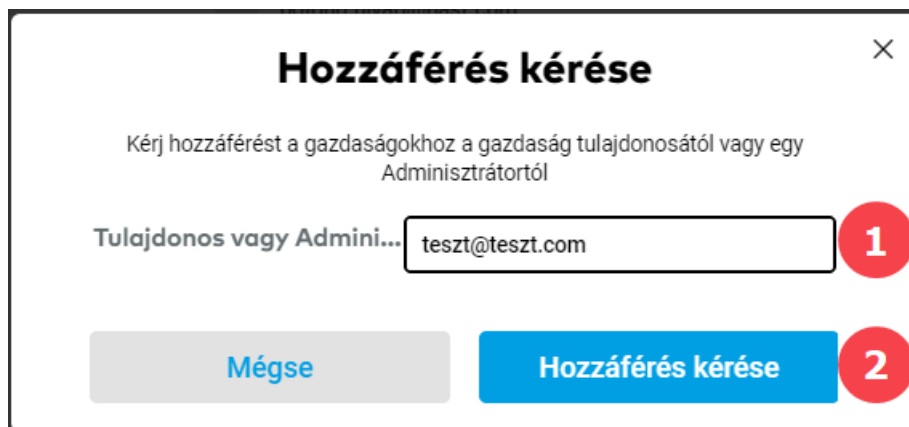 Hozzáférés kérése
Kérj hozzáférést a gazdaságokhoz a gazdaság tulajdonosától vagy egy
Adminisztrátortól
Tulajdonos vagy Admini... teszt@teszt.com 1
Mégse Hozzáférés kérése 2